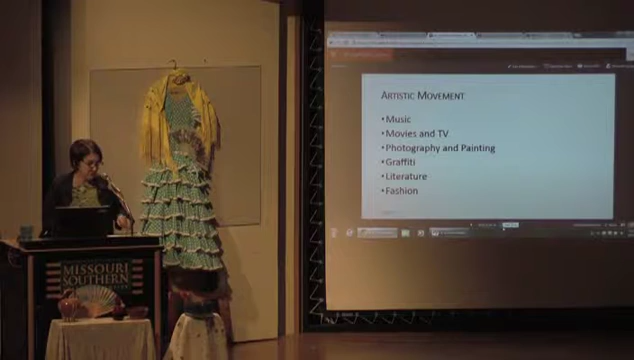 MISSOURI
SOUTHERN
ARTISTIC MOVEMENT
•Music
•Movies and TV
•Photography and Painting
•Graffiti
•Literature
•Fashion